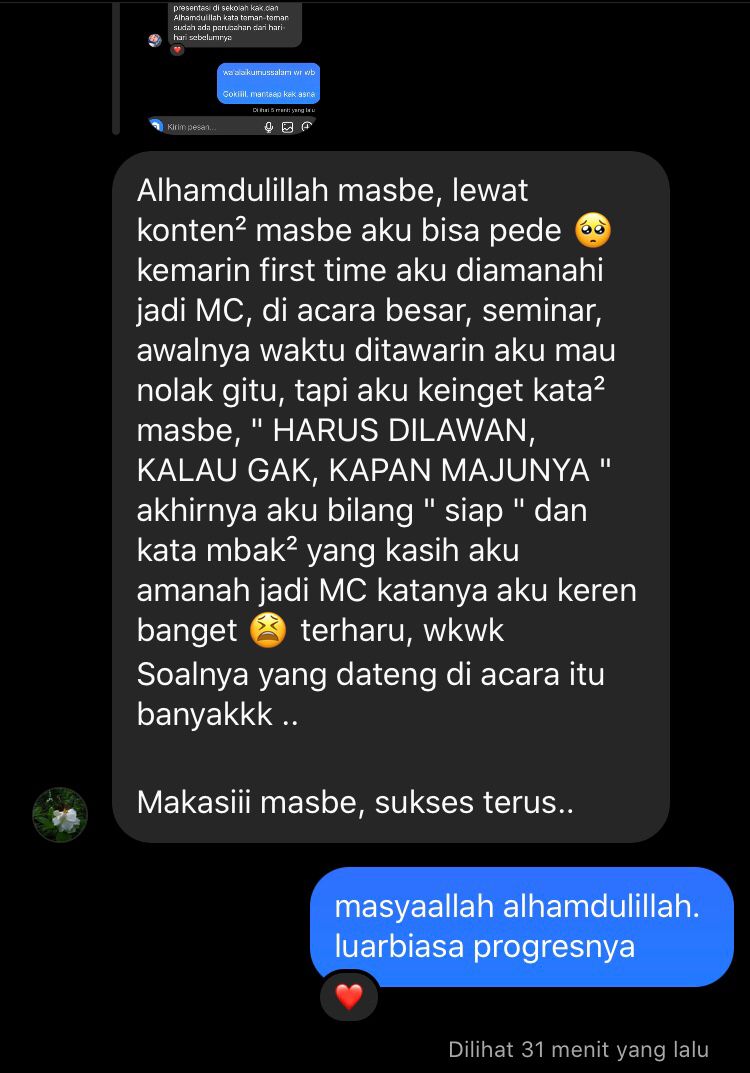 presentasi di sekolah kak.dan
Alhamdulillah kata teman-teman
sudah ada perubahan dari hari-
hari sebelumnya
wa'alaikumussalam wr wb
Gokiiil, mantaap kak asna
Dilihat 5 menit yang lalu
Kirim pesan...
Alhamdulillah masbe, lewat
konten² masbe aku bisa pede 🥺
kemarin first time aku diamanahi
jadi MC, di acara besar, seminar,
awalnya waktu ditawarin aku mau
nolak gitu, tapi aku keinget kata²
masbe, " HARUS DILAWAN,
KALAU GAK, KAPAN MAJUNYA "
akhirnya aku bilang " siap " dan
kata mbak² yang kasih aku
amanah jadi MC katanya aku keren
banget 😫 terharu, wkwk
Soalnya yang dateng di acara itu
banyakkk ..
Makasiii masbe, sukses terus..
masyaallah alhamdulillah.
luarbiasa progresnya
Dilihat 31 menit yang lalu